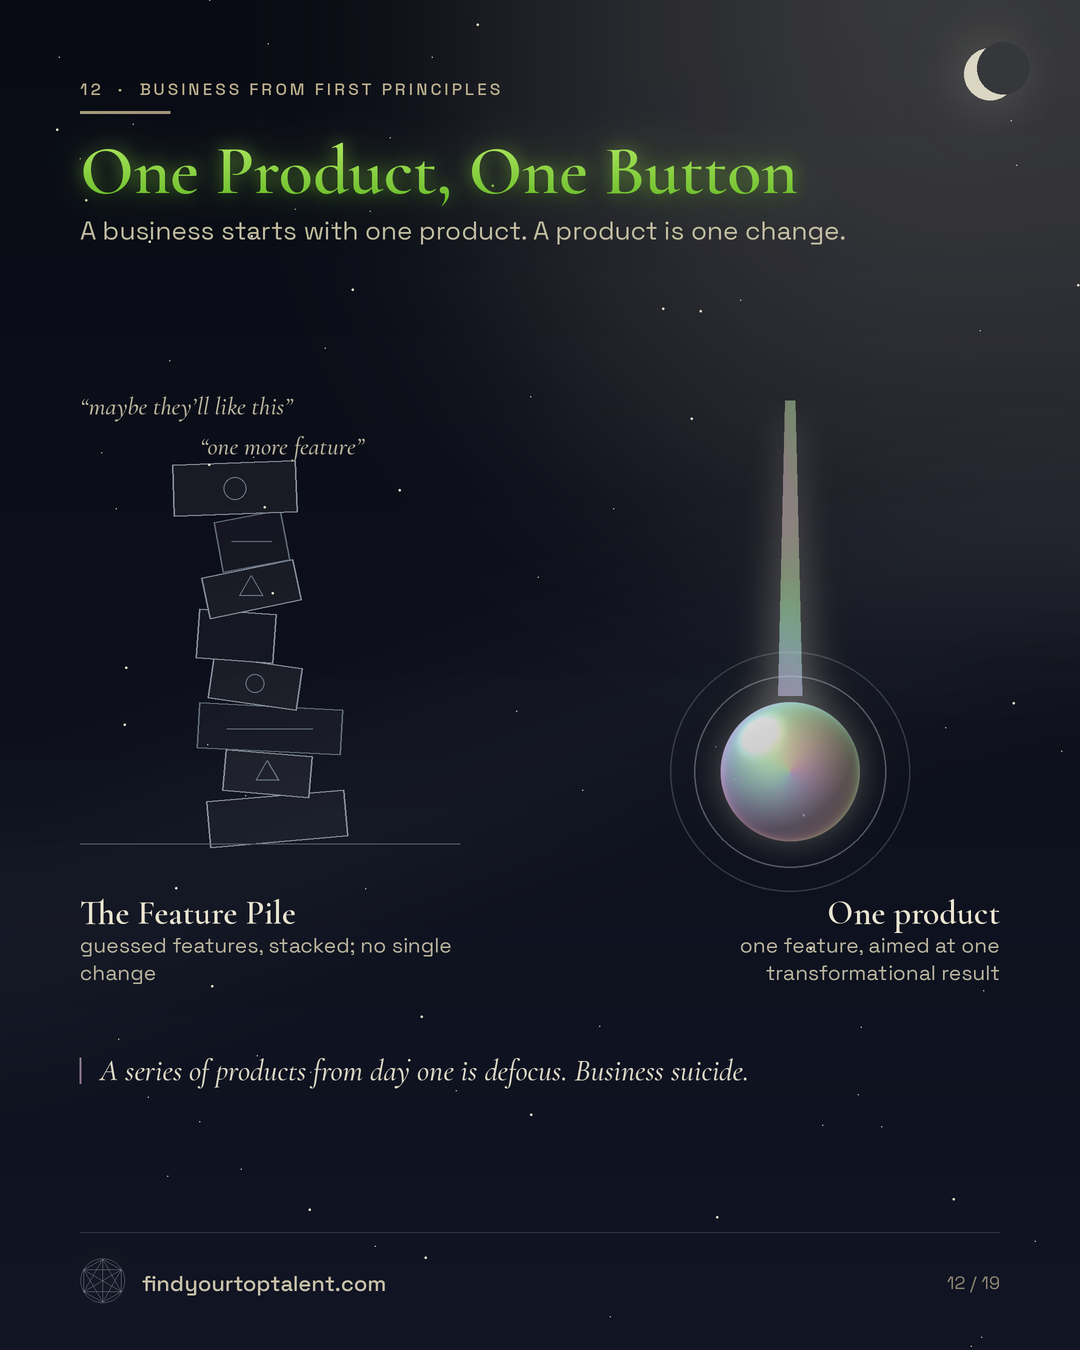 12 · BUSINESS FROM FIRST PRINCIPLES
One Product, One Button
A business starts with one product. A product is one change.
“maybe they’ll like this”
“one more feature”
The Feature Pile
guessed features, stacked; no single
change
One product
one feature, aimed at one
transformational result
A series of products from day one is defocus. Business suicide.
findyourtoptalent.com
12 / 19